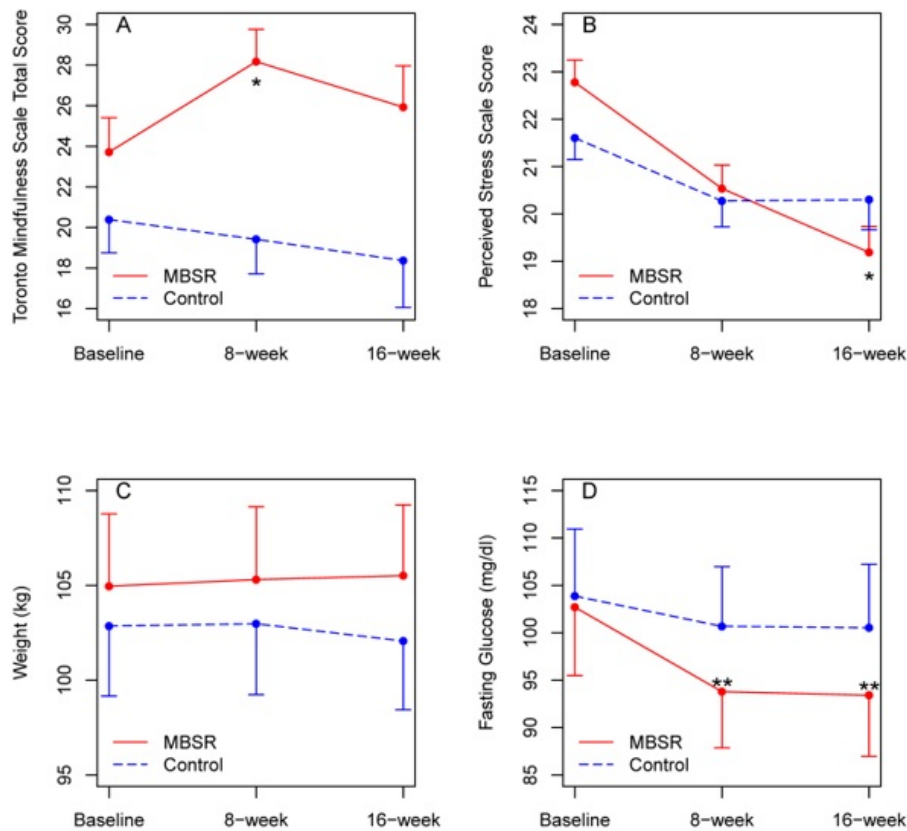 A
Toronto Mindfulness Scale Total Score
30
28
26
24
22
20
18
16
*
MBSR
Control
Baseline
8-week
16-week
B
Perceived Stress Scale Score
24
23
22
21
20
19
18
*
MBSR
Control
Baseline
8-week
16-week
C
Weight (kg)
110
105
100
95
MBSR
Control
Baseline
8-week
16-week
D
Fasting Glucose (mg/dl)
115
110
105
100
95
90
85
**
**
MBSR
Control
Baseline
8-week
16-week